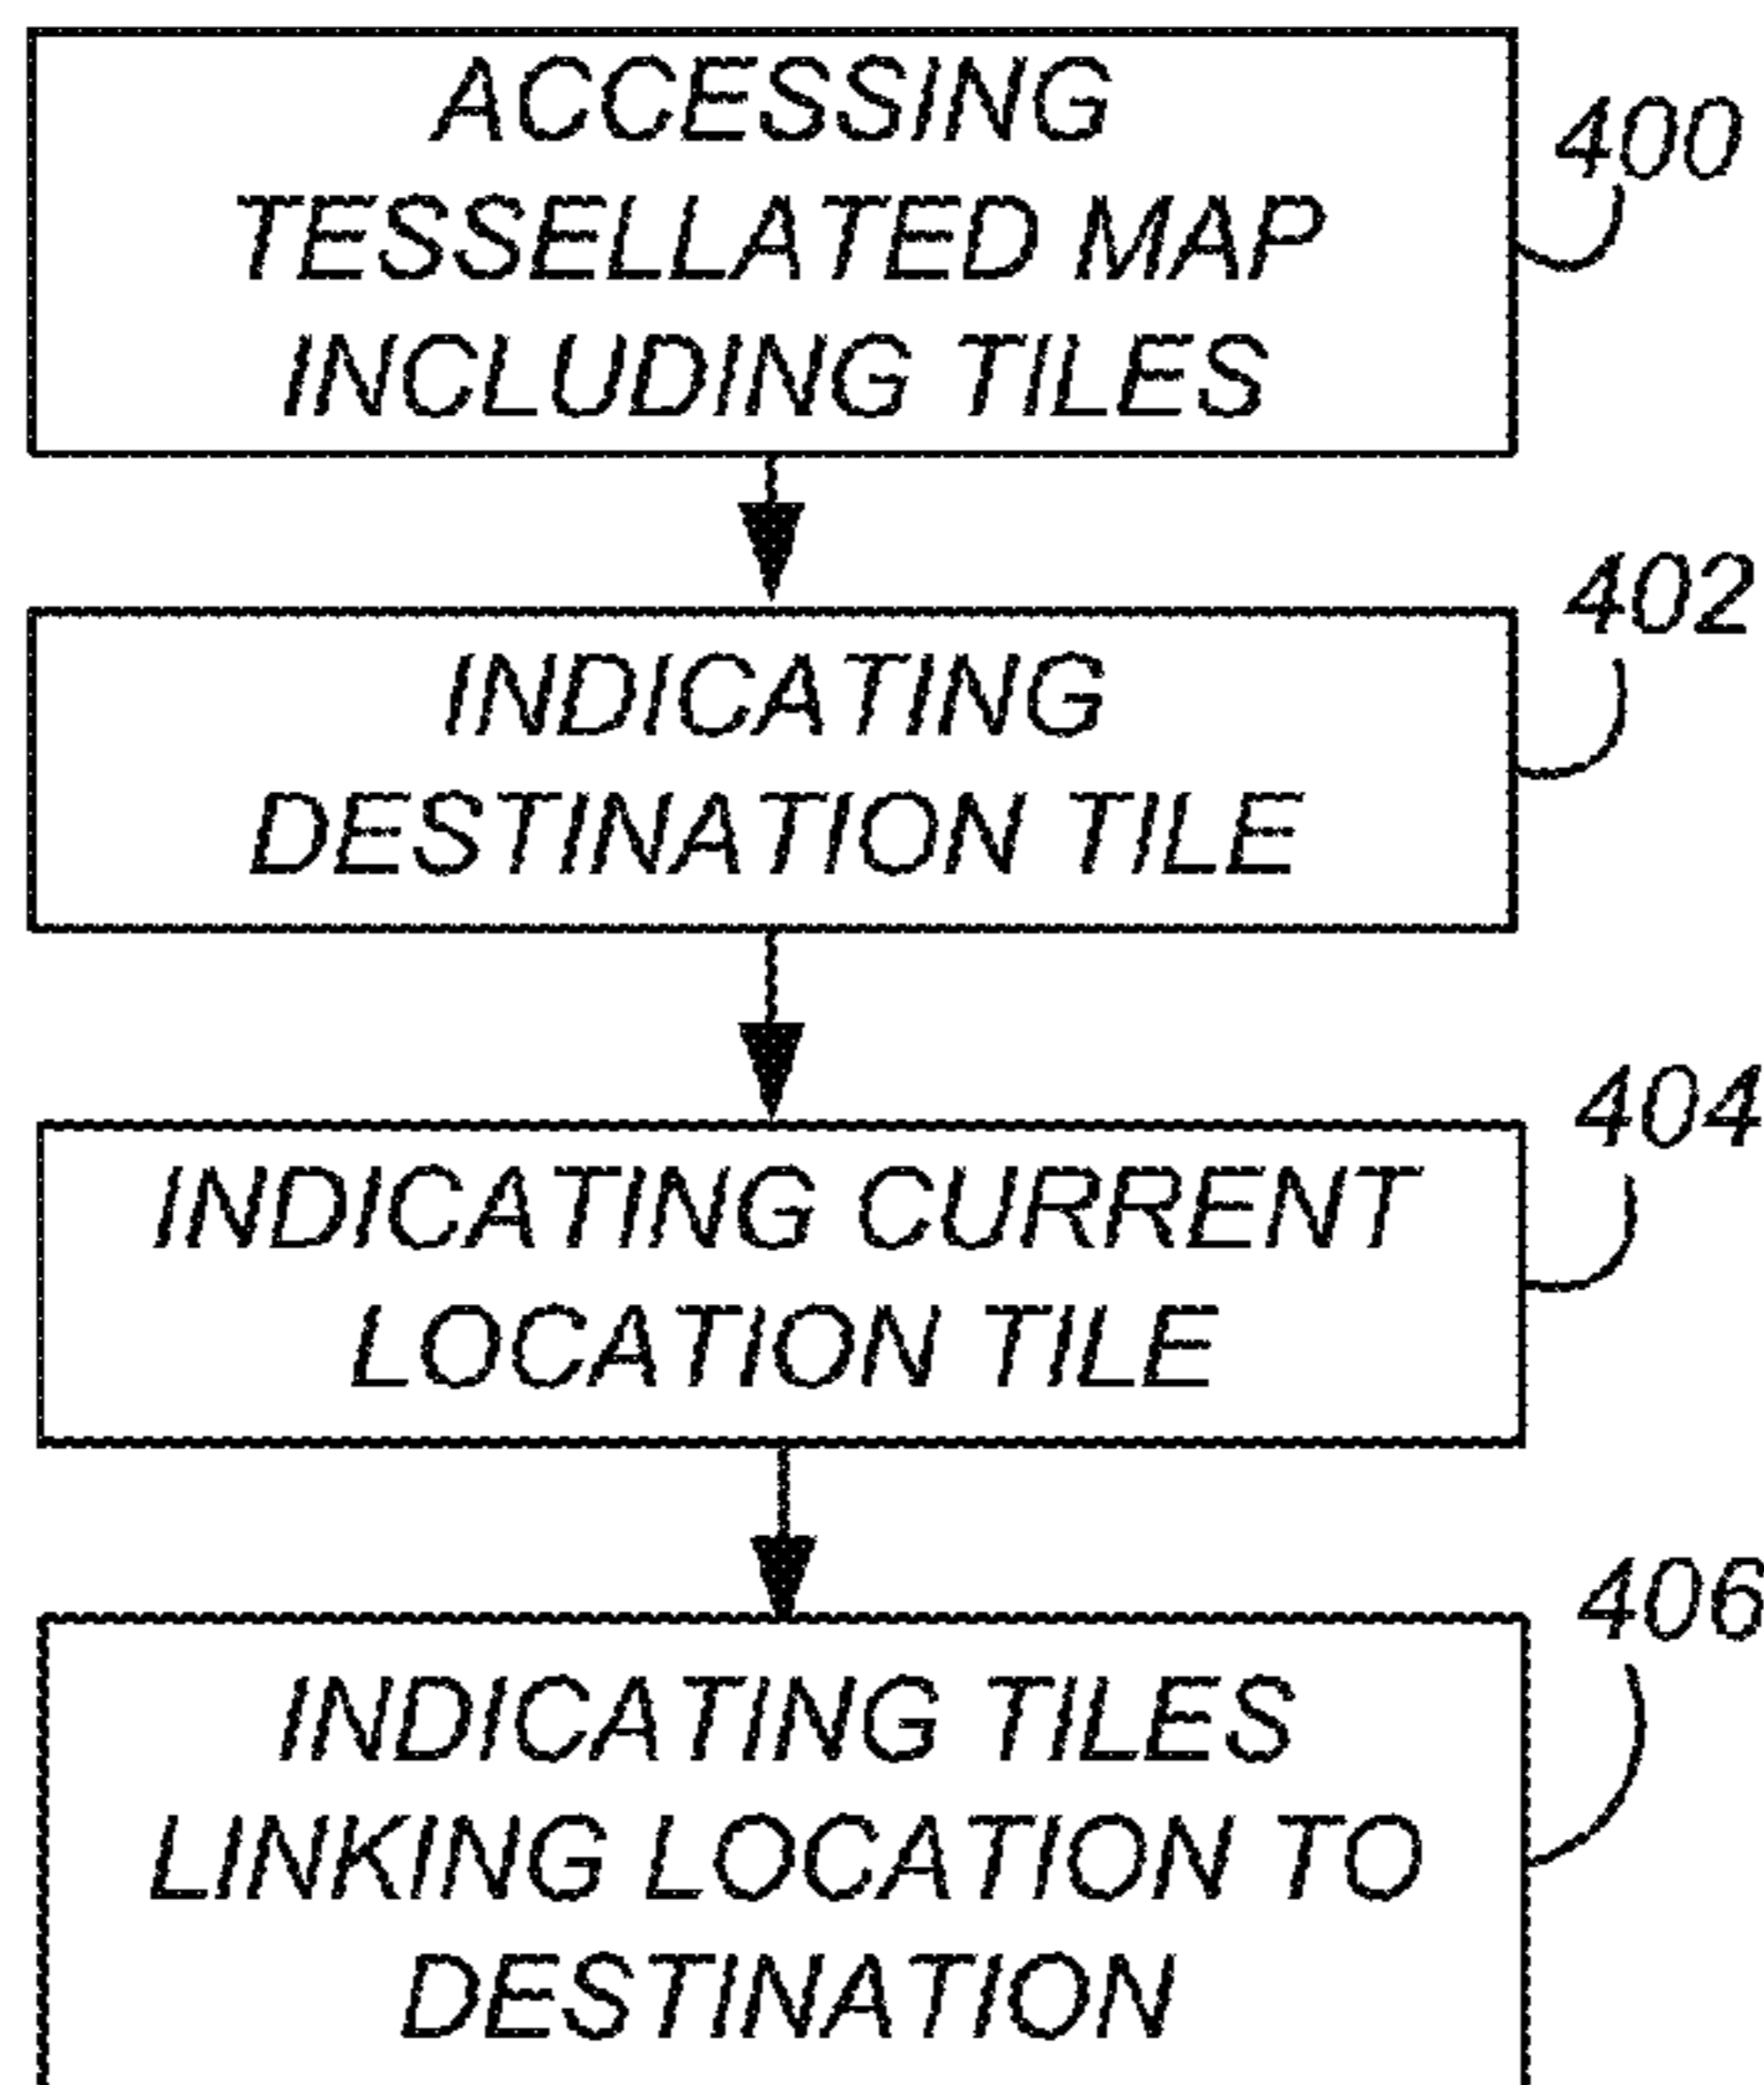 ACCESSING
TESSELLATED MAP
INCLUDING TILES
400
INDICATING
DESTINATION TILE
402
INDICATING CURRENT
LOCATION TILE
404
INDICATING TILES
LINKING LOCATION TO
DESTINATION
406